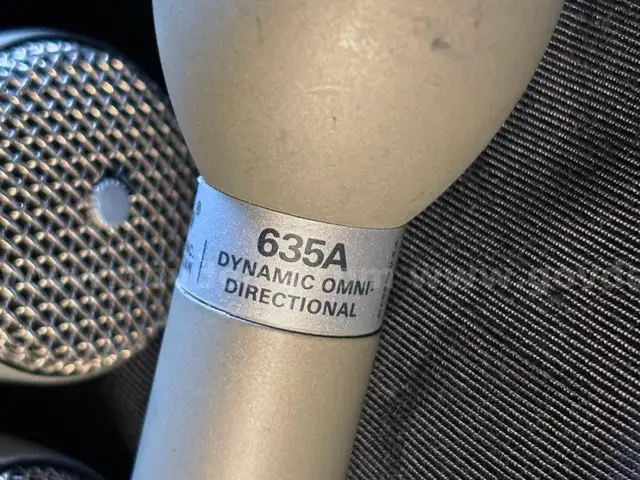 635A
DYNAMIC OMNI-
DIRECTIONAL